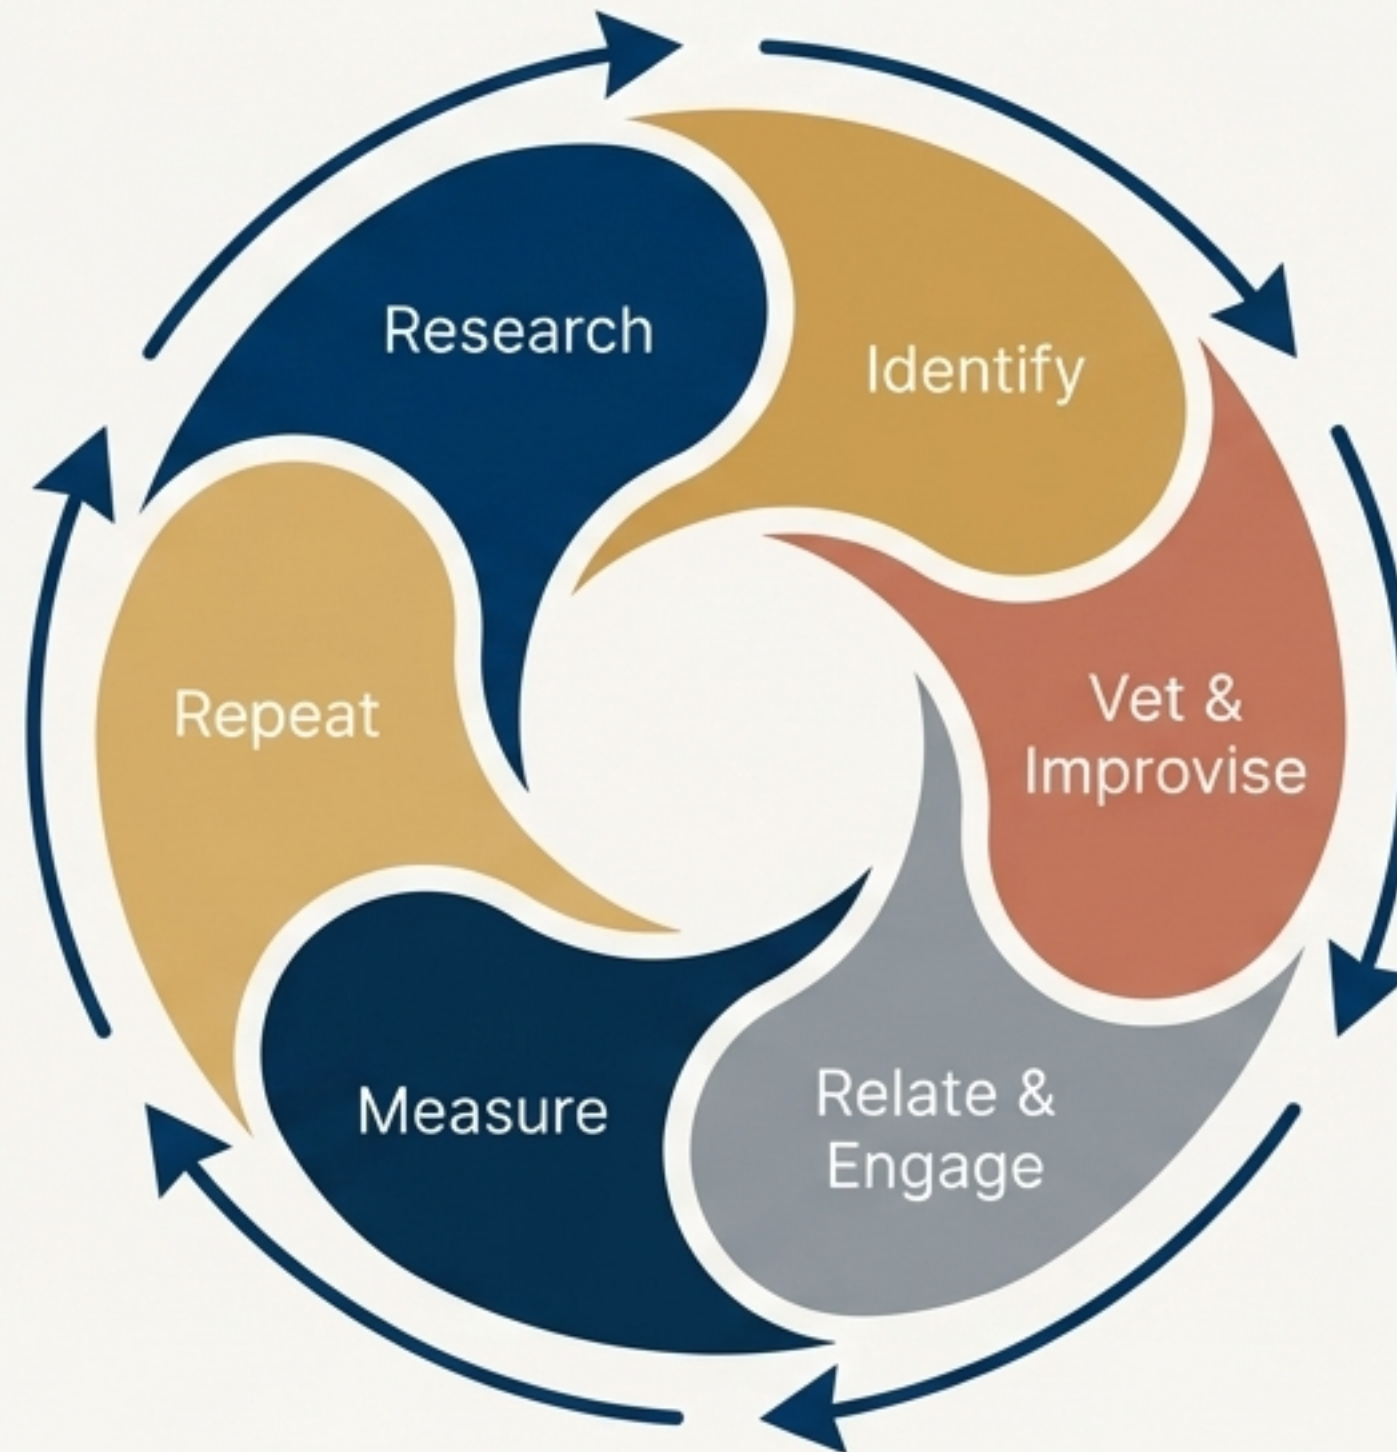 Research
Identify
Vet &
Improvise
Relate &
Engage
Measure
Repeat